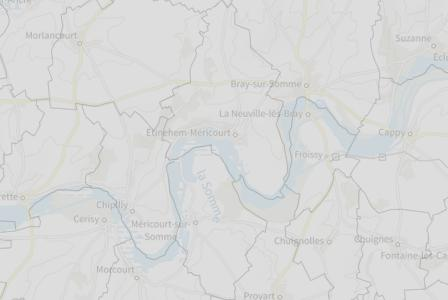 Morlancourt
Suzanne
Bray-sur-Somme
La Neuville-lès-Bray
Étinehem-Méricourt
Cappy
Froissy
la Somme
Chipilly
Cerisy
Méricourt-sur-
Somme
Chuignolles
Chuignes
Morcourt
Proyart